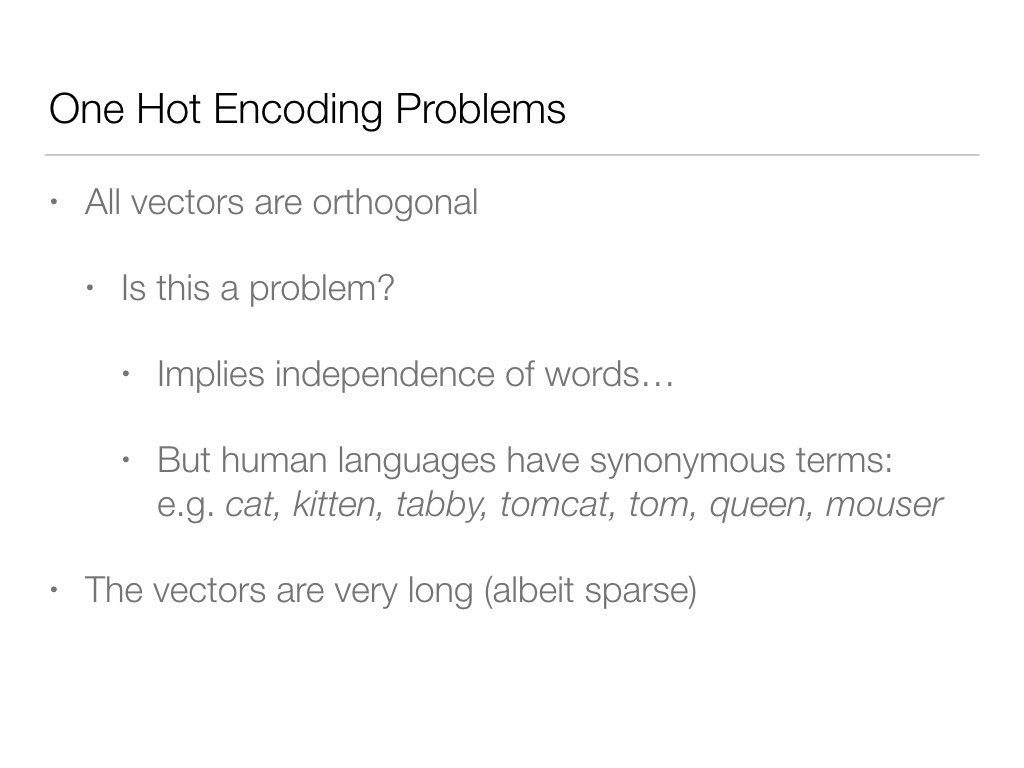 One Hot Encoding Problems
• All vectors are orthogonal
• Is this a problem?
• Implies independence of words…
• But human languages have synonymous terms:
e.g. cat, kitten, tabby, tomcat, tom, queen, mouser
• The vectors are very long (albeit sparse)